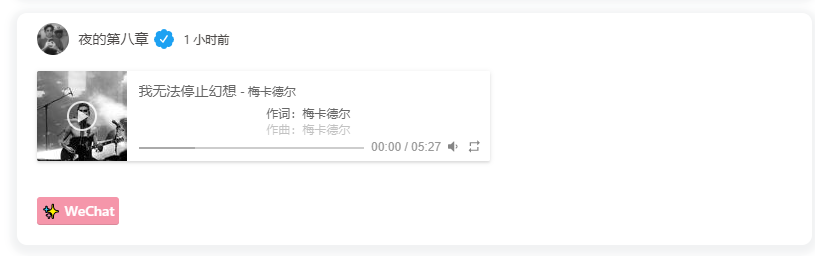 夜的第八章 1 小时前
我无法停止幻想 - 梅卡德尔
作词：梅卡德尔
作曲：梅卡德尔
00:00 / 05:27
WeChat